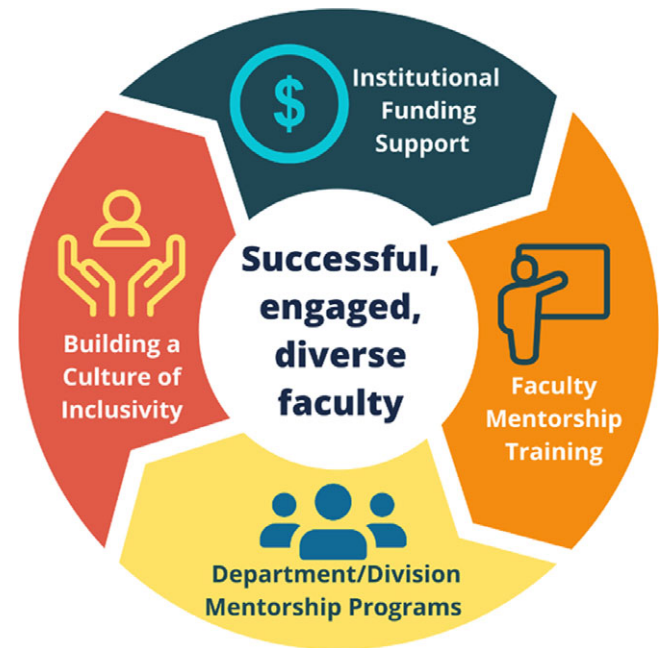 $
Institutional
Funding
Support
Faculty
Mentorship
Training
Department/Division
Mentorship Programs
Building a
Culture of
Inclusivity
Successful,
engaged,
diverse
faculty